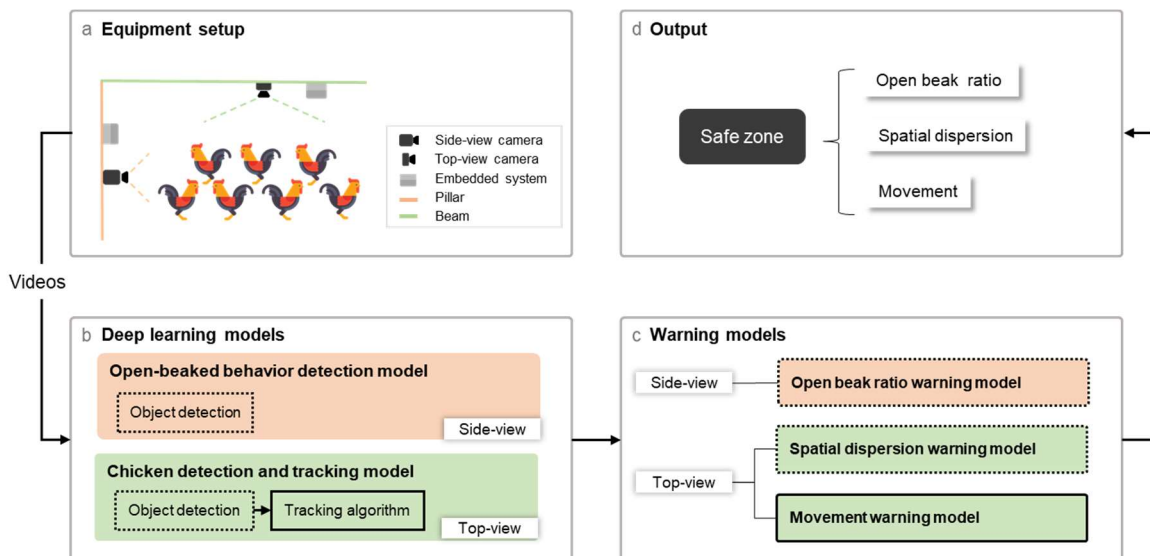 a Equipment setup
Side-view camera
Top-view camera
Embedded system
Pillar
Beam
d Output
Safe zone
Open beak ratio
Spatial dispersion
Movement
Videos
b Deep learning models
Open-beaked behavior detection model
Object detection
Side-view
Chicken detection and tracking model
Object detection
Tracking algorithm
Top-view
c Warning models
Side-view
Open beak ratio warning model
Top-view
Spatial dispersion warning model
Movement warning model